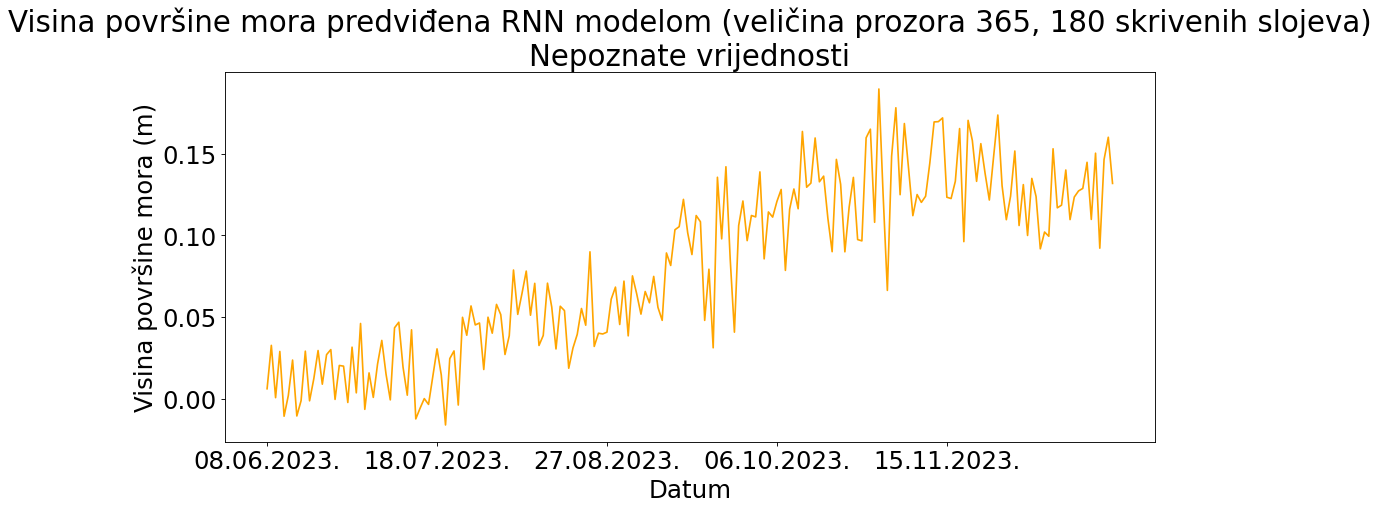 Visina površine mora predviđena RNN modelom (veličina prozora 365, 180 skrivenih slojeva)
Nepoznate vrijednosti
Visina površine mora (m)
0.15
0.10
0.05
0.00
08.06.2023. 18.07.2023. 27.08.2023. 06.10.2023. 15.11.2023.
Datum